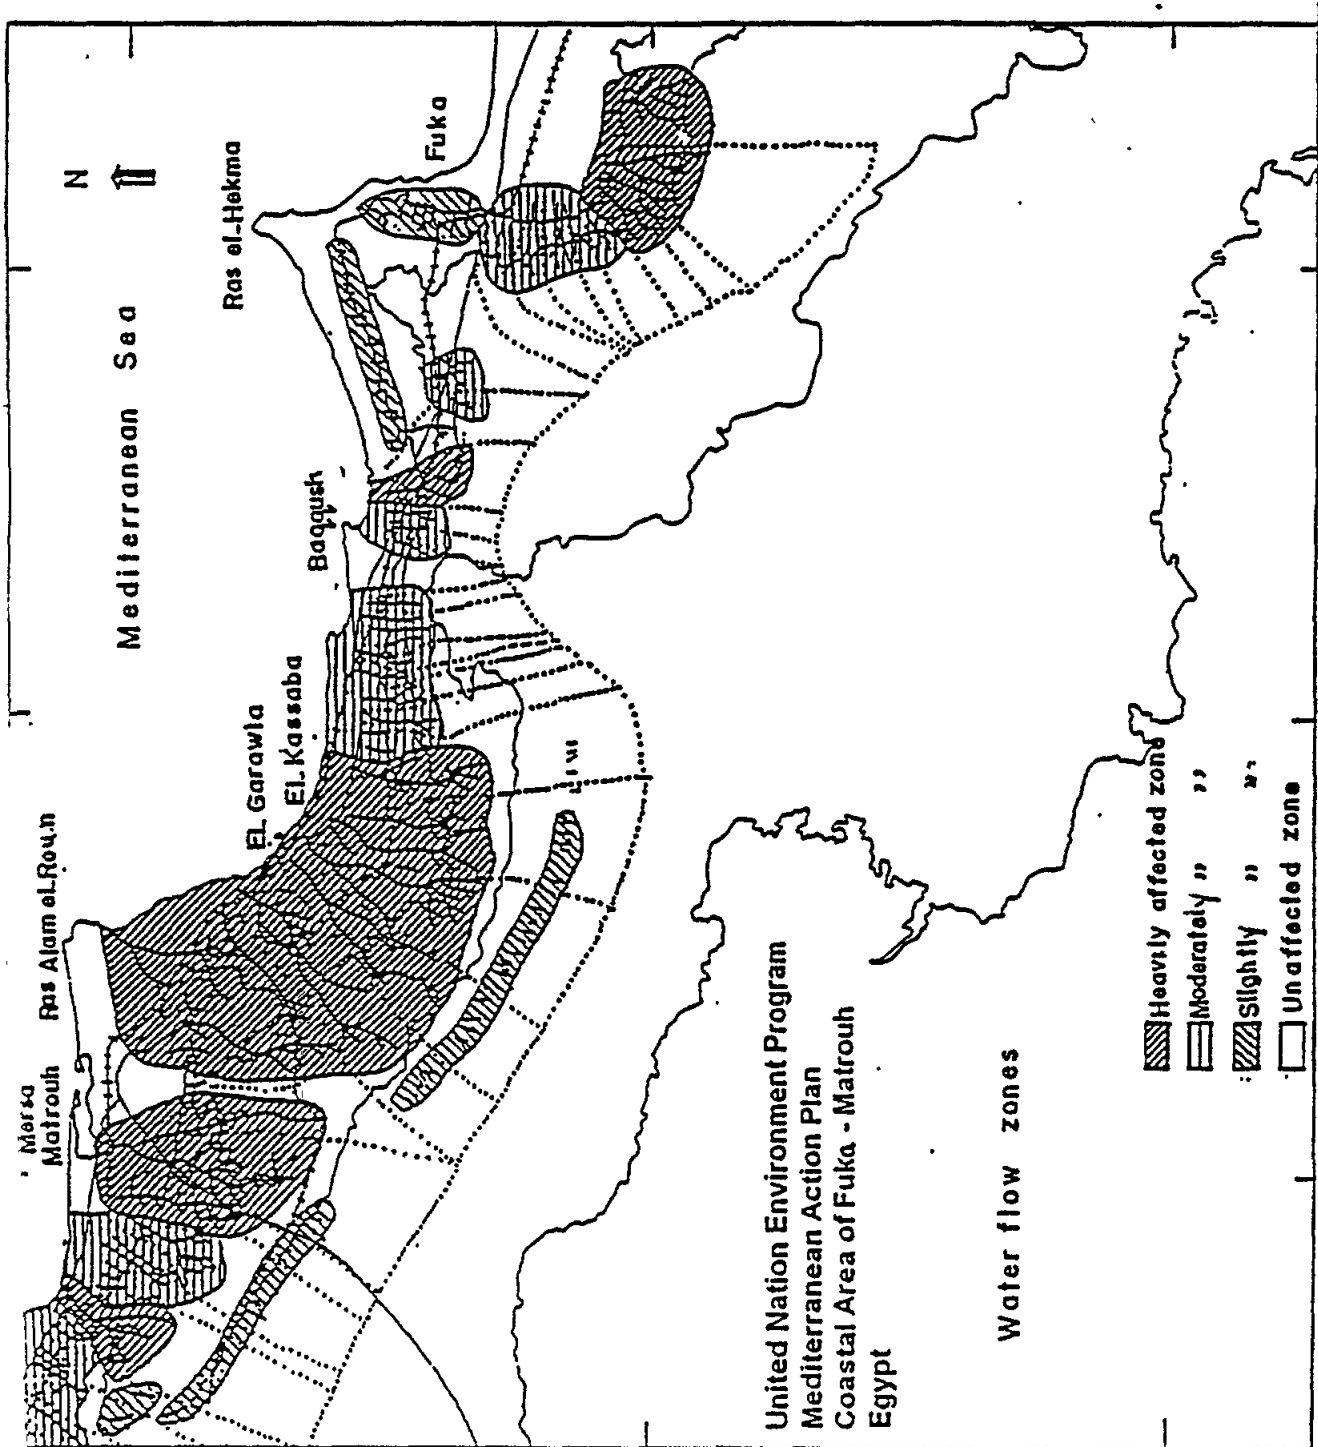 N
Mediterranean Sea
Mersa
Matrouh
Ras Alam el-Roum
EL Garawla
EL-Kassaba
Baqqush
Ras el-Hekma
Fuka
United Nation Environment Program
Mediterranean Action Plan
Coastal Area of Fuka - Matrouh
Egypt
Water flow zones
Heavily affected zone
Moderately " "
Slightly " "
Unaffected zone